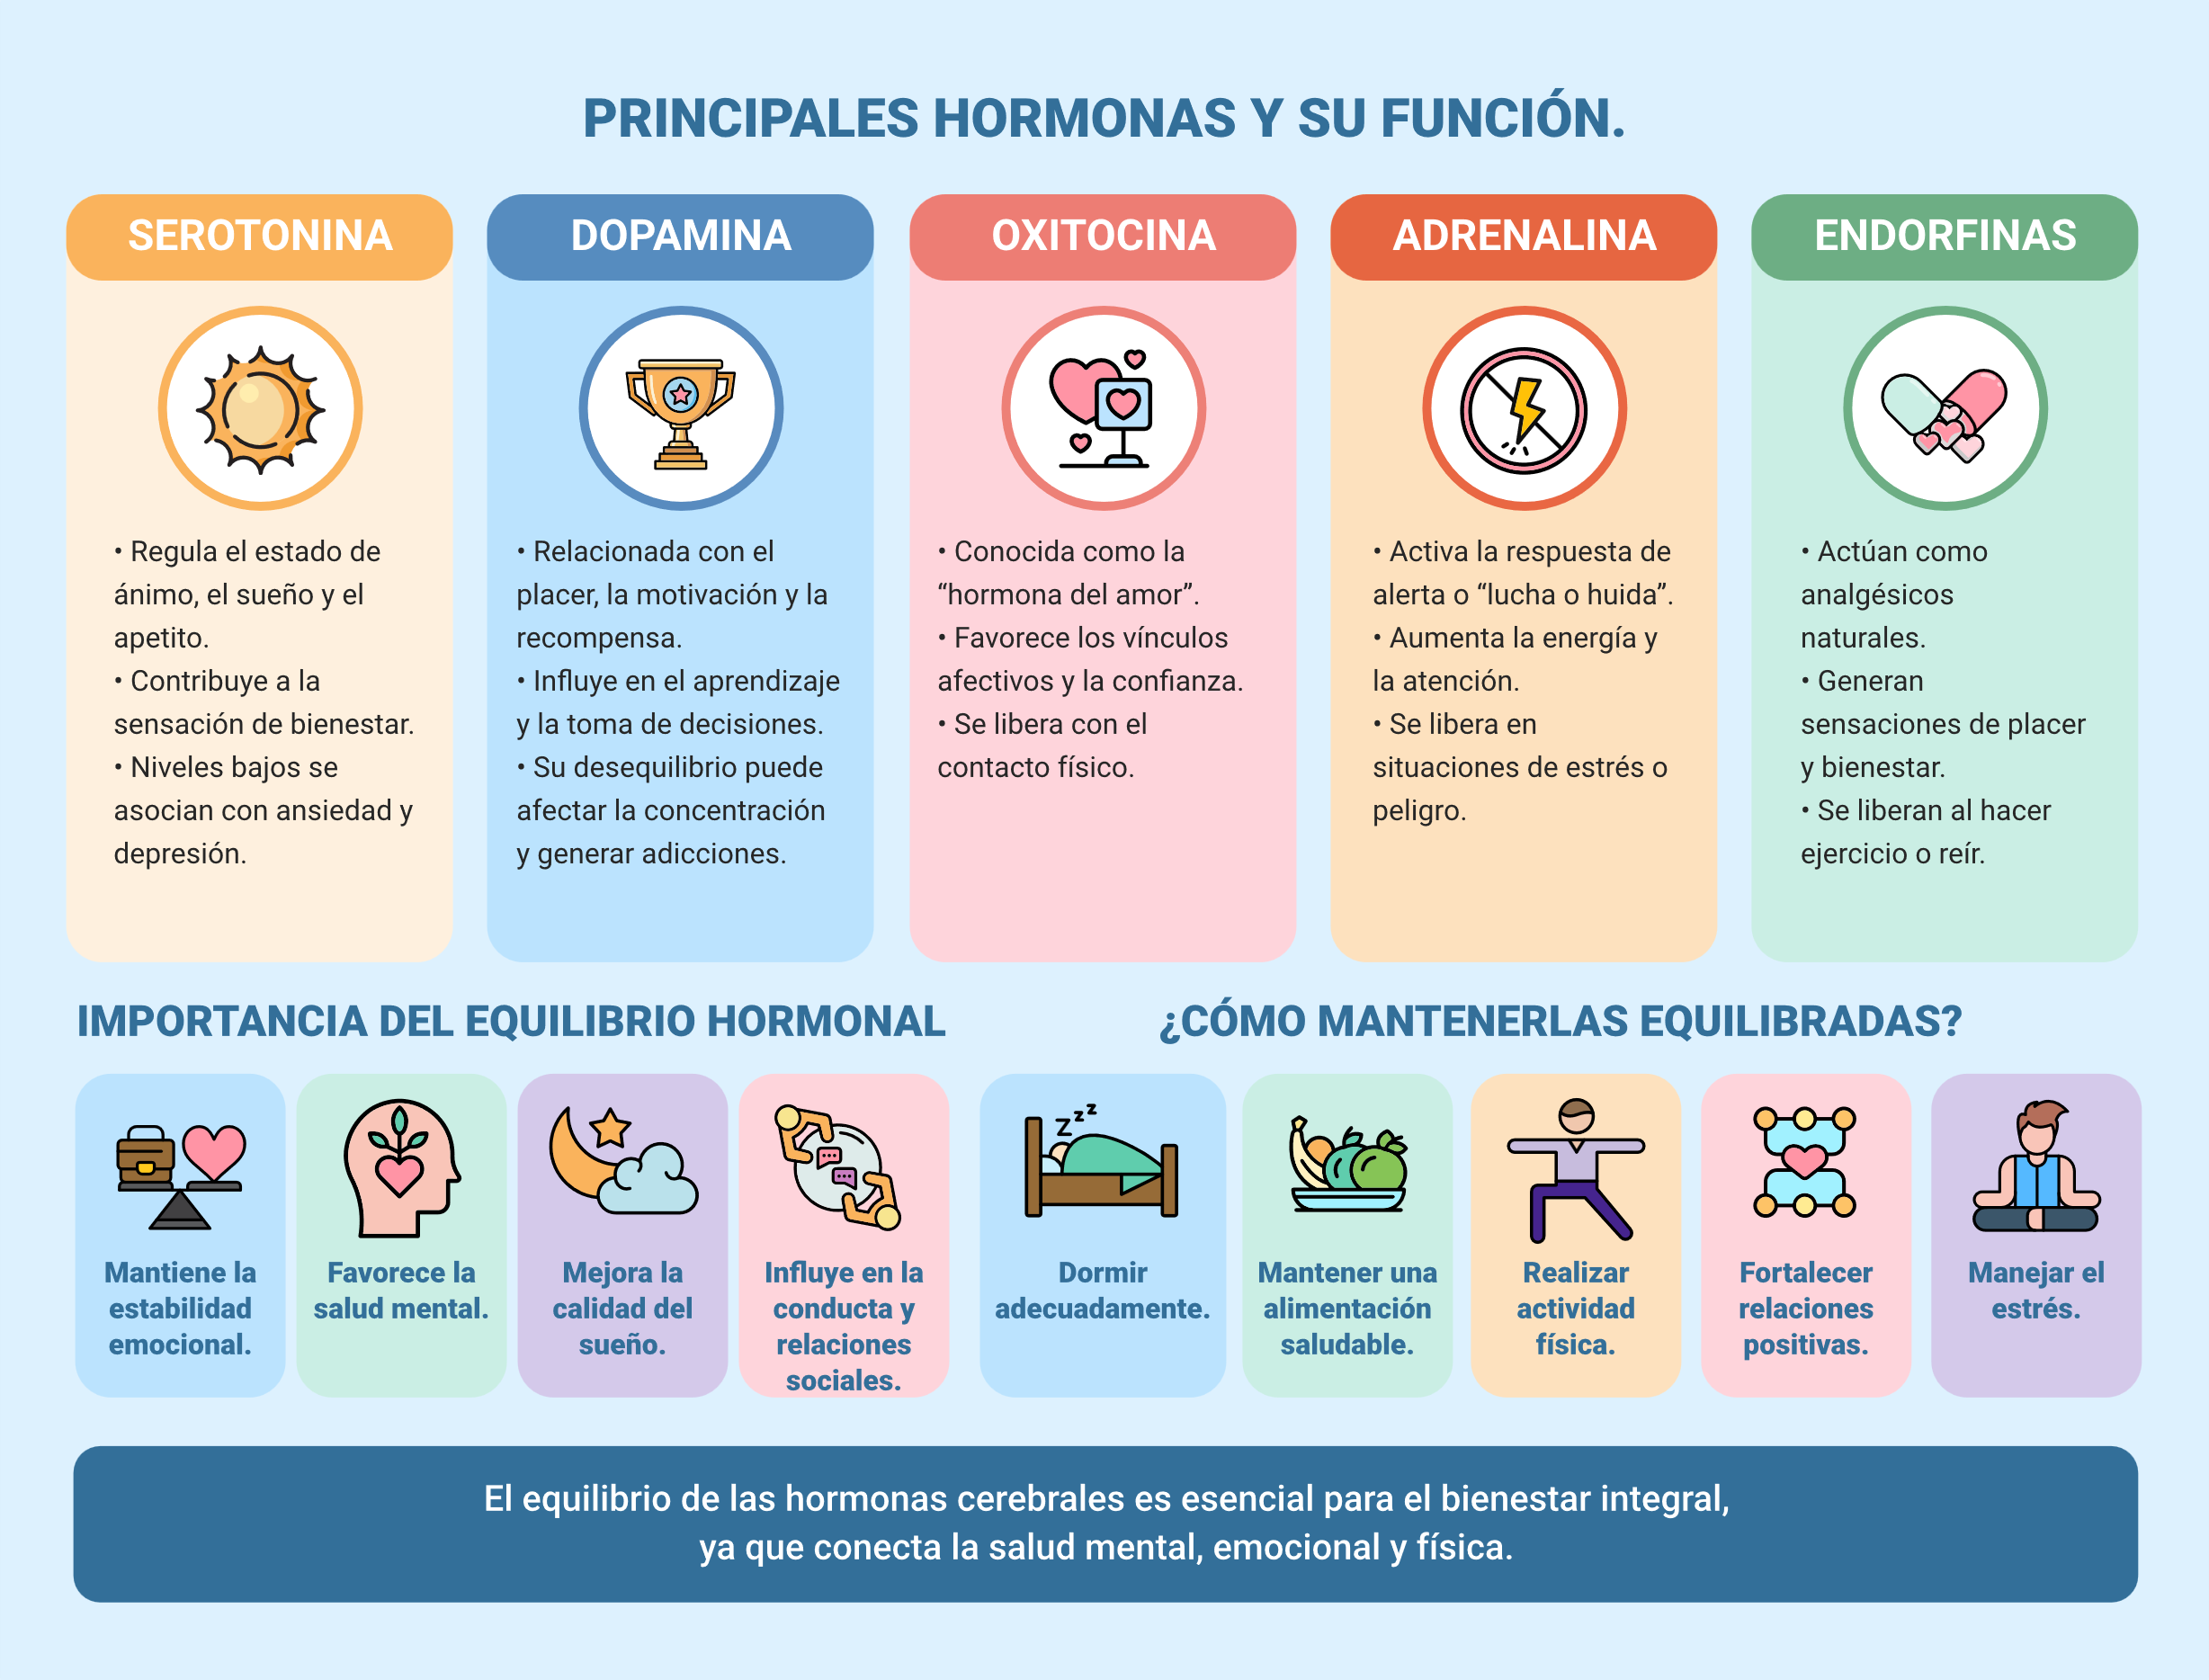 PRINCIPALES HORMONAS Y SU FUNCIÓN.
SEROTONINA
• Regula el estado de
ánimo, el sueño y el
apetito.
• Contribuye a la
sensación de bienestar.
• Niveles bajos se
asocian con ansiedad y
depresión.
DOPAMINA
• Relacionada con el
placer, la motivación y la
recompensa.
• Influye en el aprendizaje
y la toma de decisiones.
• Su desequilibrio puede
afectar la concentración
y generar adicciones.
OXITOCINA
• Conocida como la
“hormona del amor”.
• Favorece los vínculos
afectivos y la confianza.
• Se libera con el
contacto físico.
ADRENALINA
• Activa la respuesta de
alerta o “lucha o huida”.
• Aumenta la energía y
la atención.
• Se libera en
situaciones de estrés o
peligro.
ENDORFINAS
• Actúan como
analgésicos
naturales.
• Generan
sensaciones de placer
y bienestar.
• Se liberan al hacer
ejercicio o reír.
IMPORTANCIA DEL EQUILIBRIO HORMONAL
Mantiene la
estabilidad
emocional.
Favorece la
salud mental.
Mejora la
calidad del
sueño.
Influye en la
conducta y
relaciones
sociales.
¿CÓMO MANTENERLAS EQUILIBRADAS?
z z z
Dormir
adecuadamente.
Mantener una
alimentación
saludable.
Realizar
actividad
física.
Fortalecer
relaciones
positivas.
Manejar el
estrés.
El equilibrio de las hormonas cerebrales es esencial para el bienestar integral,
ya que conecta la salud mental, emocional y física.